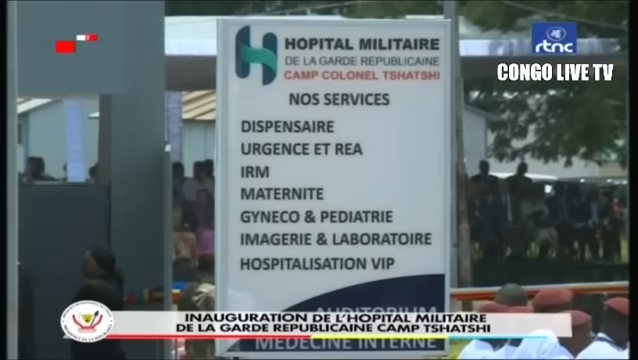 HOPITAL MILITAIRE
DE LA GARDE REPUBLICAINE
CAMP COLONEL TSHATSHI
NOS SERVICES
DISPENSAIRE
URGENCE ET REA
IRM
MATERNITE
GYNECO & PEDIATRIE
IMAGERIE & LABORATOIRE
HOSPITALISATION VIP
AUDITORIUM
MEDECINE INTERNE
rtnc
CONGO LIVE TV
INAUGURATION DE L'HOPITAL MILITAIRE
DE LA GARDE REPUBLICAINE CAMP TSHATSHI